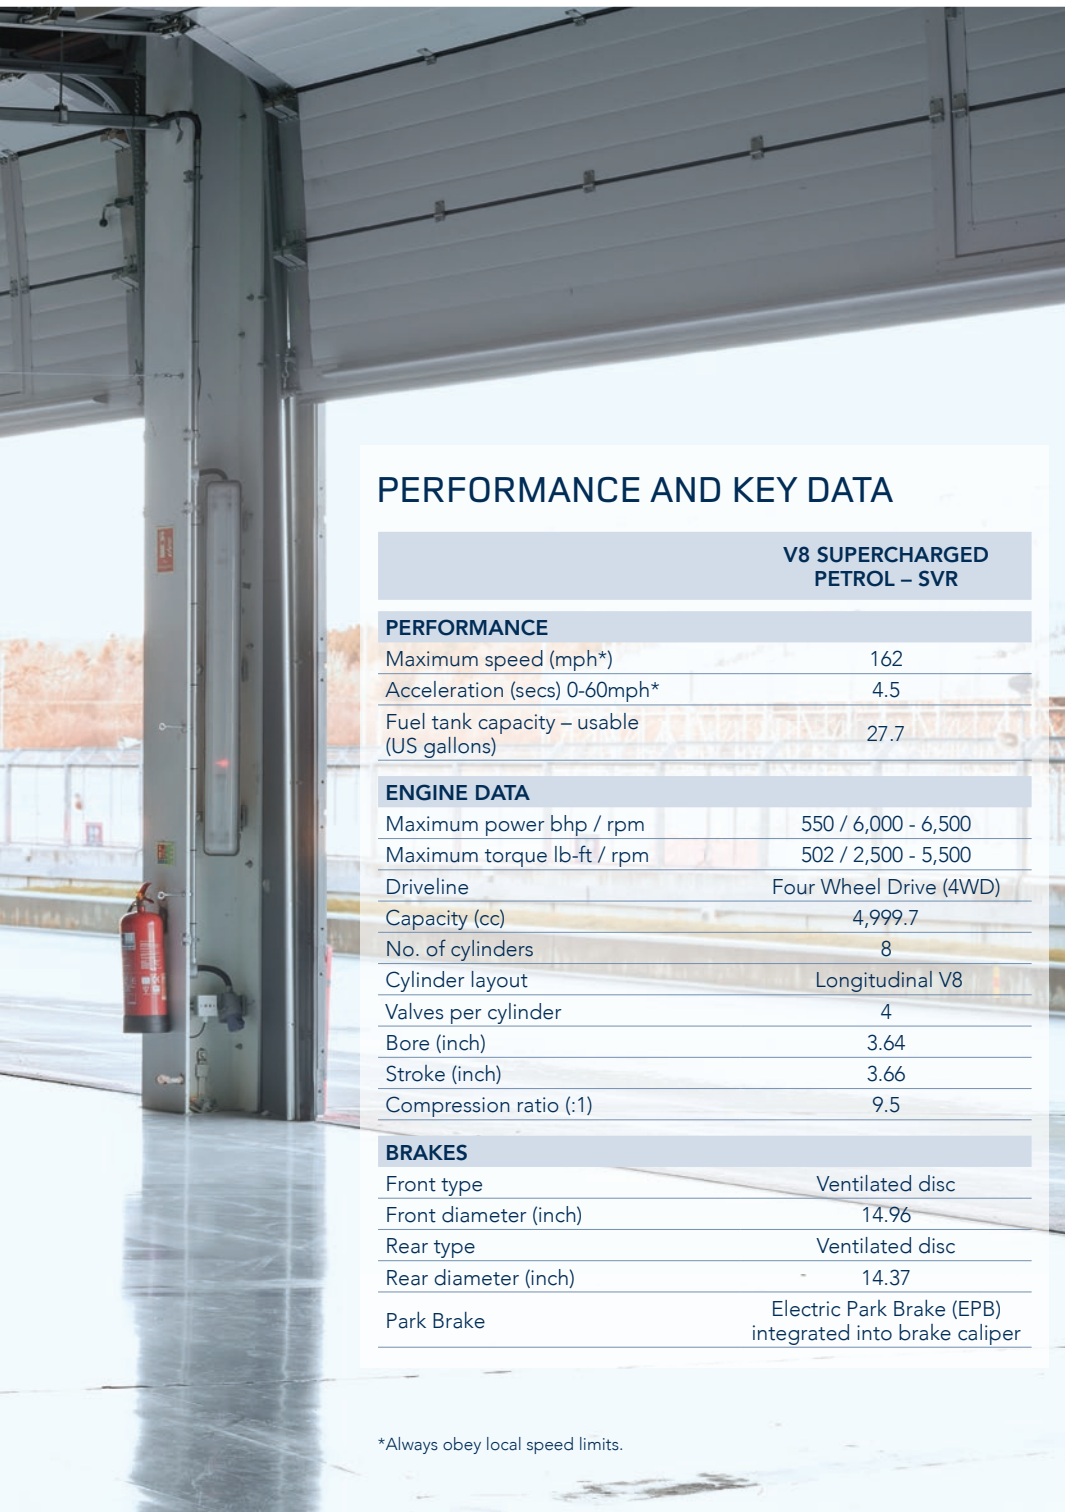 PERFORMANCE AND KEY DATA
V8 SUPERCHARGED
PETROL – SVR
PERFORMANCE
Maximum speed (mph*) 162
Acceleration (secs) 0-60mph* 4.5
Fuel tank capacity – usable
(US gallons) 27.7
ENGINE DATA
Maximum power bhp / rpm 550 / 6,000 - 6,500
Maximum torque lb-ft / rpm 502 / 2,500 - 5,500
Driveline Four Wheel Drive (4WD)
Capacity (cc) 4,999.7
No. of cylinders 8
Cylinder layout Longitudinal V8
Valves per cylinder 4
Bore (inch) 3.64
Stroke (inch) 3.66
Compression ratio (:1) 9.5
BRAKES
Front type Ventilated disc
Front diameter (inch) 14.96
Rear type Ventilated disc
Rear diameter (inch) 14.37
Park Brake Electric Park Brake (EPB)
integrated into brake caliper
*Always obey local speed limits.